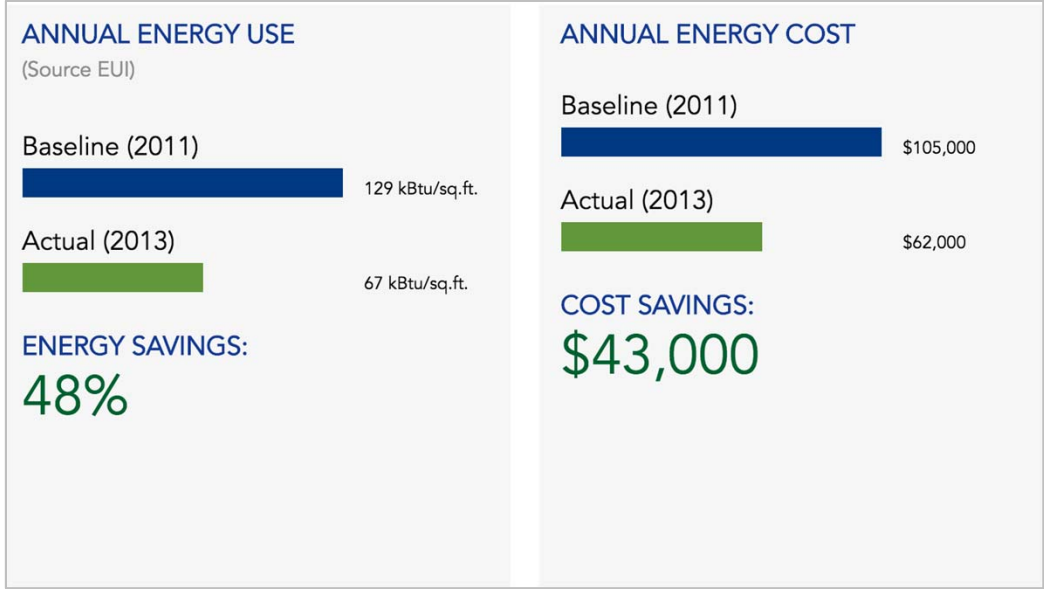 ANNUAL ENERGY USE
(Source EUI)
Baseline (2011)
129 kBtu/sq.ft.
Actual (2013)
67 kBtu/sq.ft.
ENERGY SAVINGS:
48%
ANNUAL ENERGY COST
Baseline (2011)
$105,000
Actual (2013)
$62,000
COST SAVINGS:
$43,000